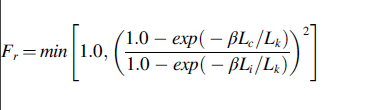 F_r = min [ 1.0, ( (1.0 − exp( − βL_c/L_k)) / (1.0 − exp( − βL_i/L_k)) )^2 ]